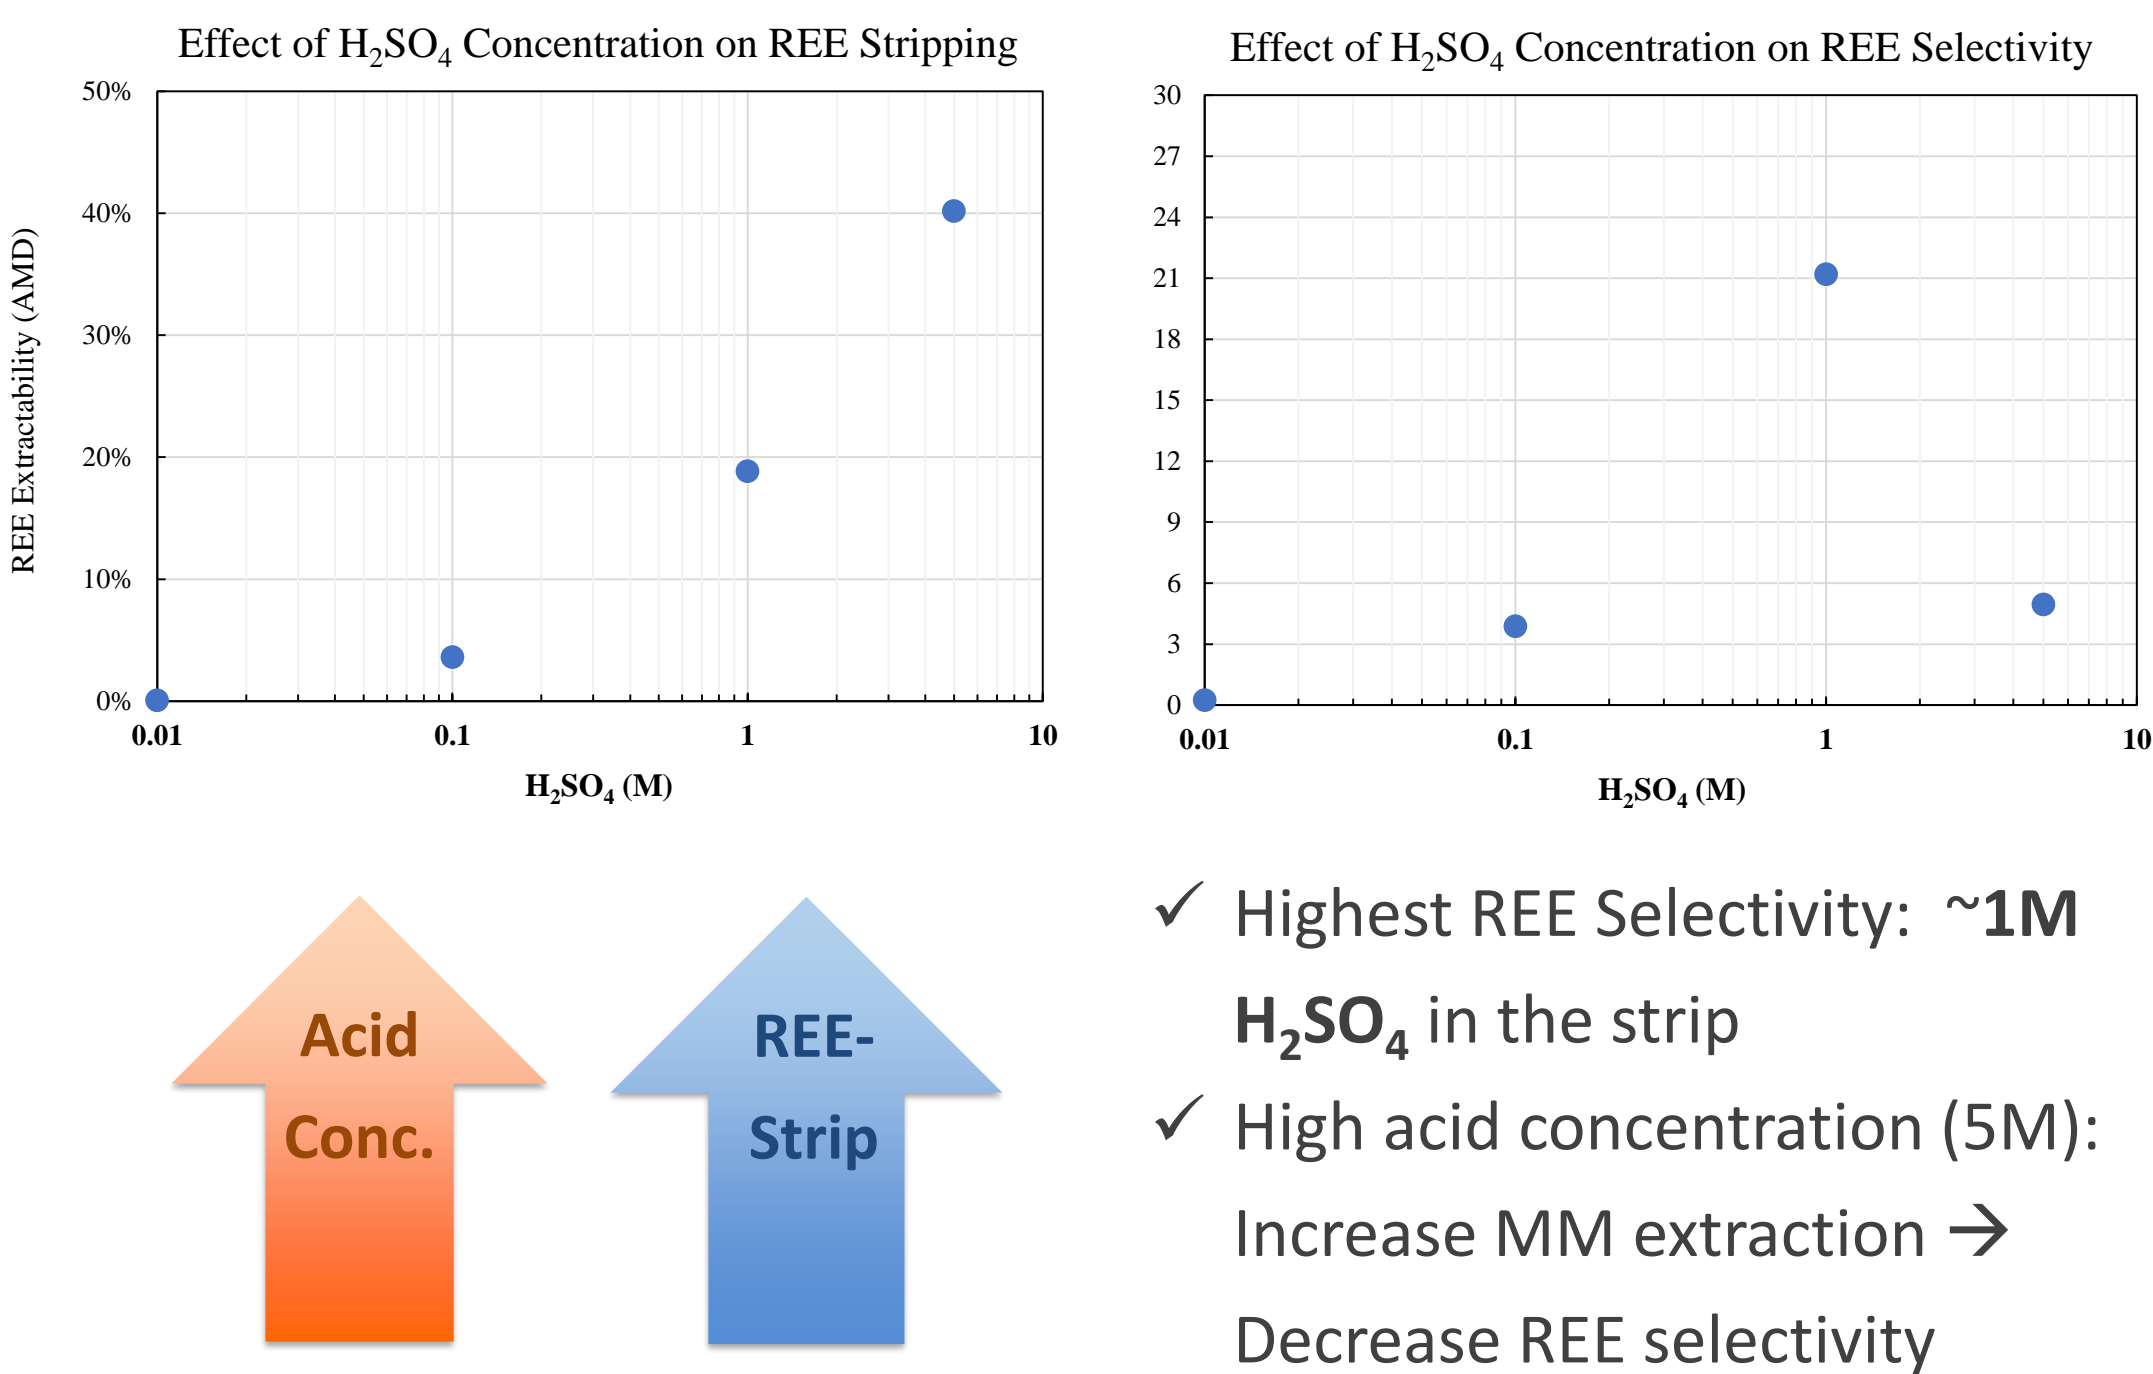 Effect of H₂SO₄ Concentration on REE Stripping
50%
40%
30%
20%
10%
0%
REE Extractability (AMD)
0.01 0.1 1 10
H₂SO₄ (M)
Effect of H₂SO₄ Concentration on REE Selectivity
30
27
24
21
18
15
12
9
6
3
0
0.01 0.1 1 10
H₂SO₄ (M)
Acid
Conc.
REE-
Strip
✓ Highest REE Selectivity: ~1M
H₂SO₄ in the strip
✓ High acid concentration (5M):
Increase MM extraction →
Decrease REE selectivity